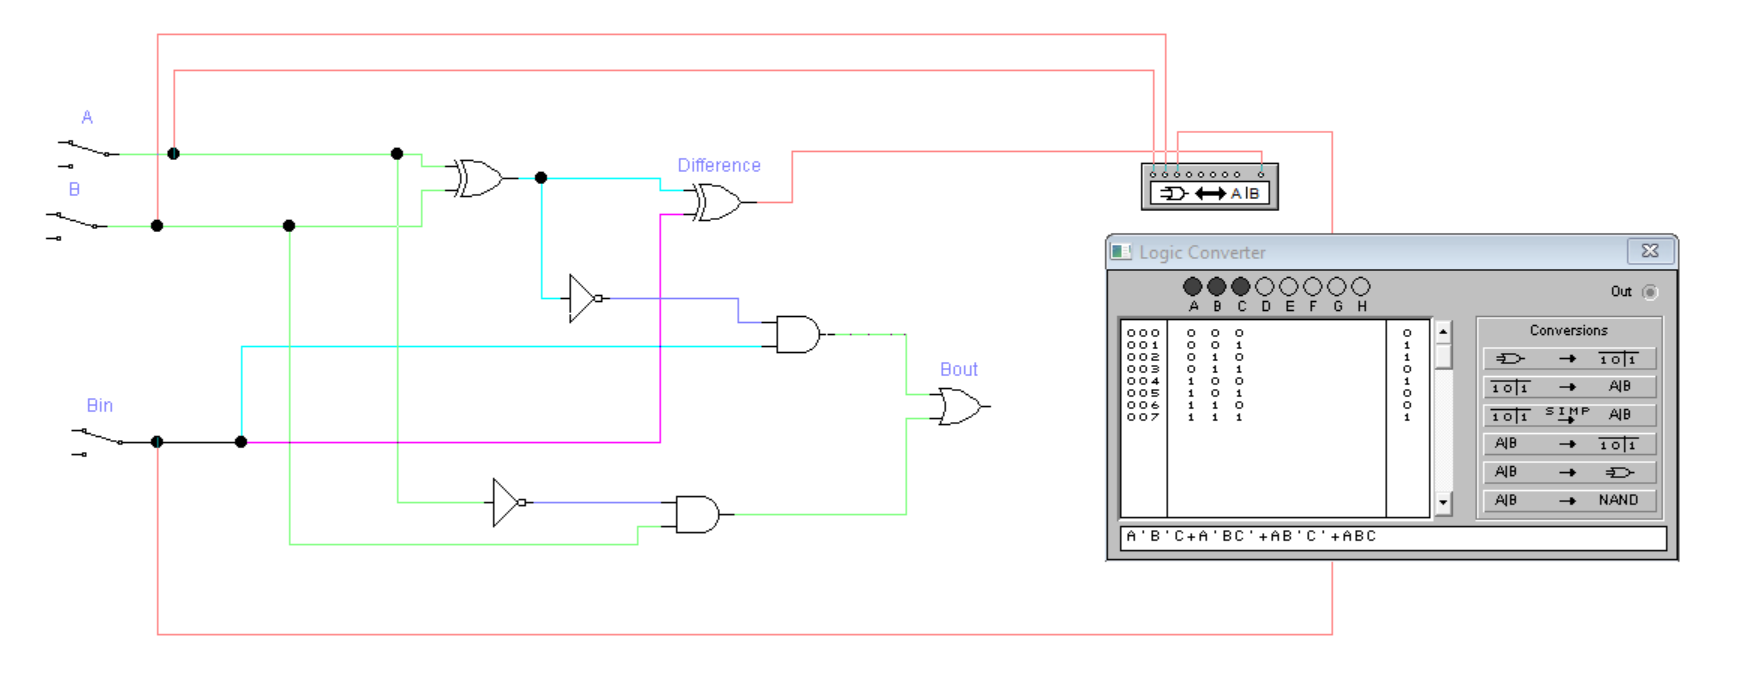 A
B
Bin
Difference
Bout
A|B
Logic Converter
A B C D E F G H
Out
000 0 0 0 0
001 0 0 1 1
002 0 1 0 1
003 0 1 1 0
004 1 0 0 1
005 1 0 1 0
006 1 1 0 0
007 1 1 1 1
Conversions
→ 1 0|1
1 0|1 → A|B
1 0|1 SIMP → A|B
A|B → 1 0|1
A|B →
A|B → NAND
A'B'C+A'BC'+AB'C'+ABC